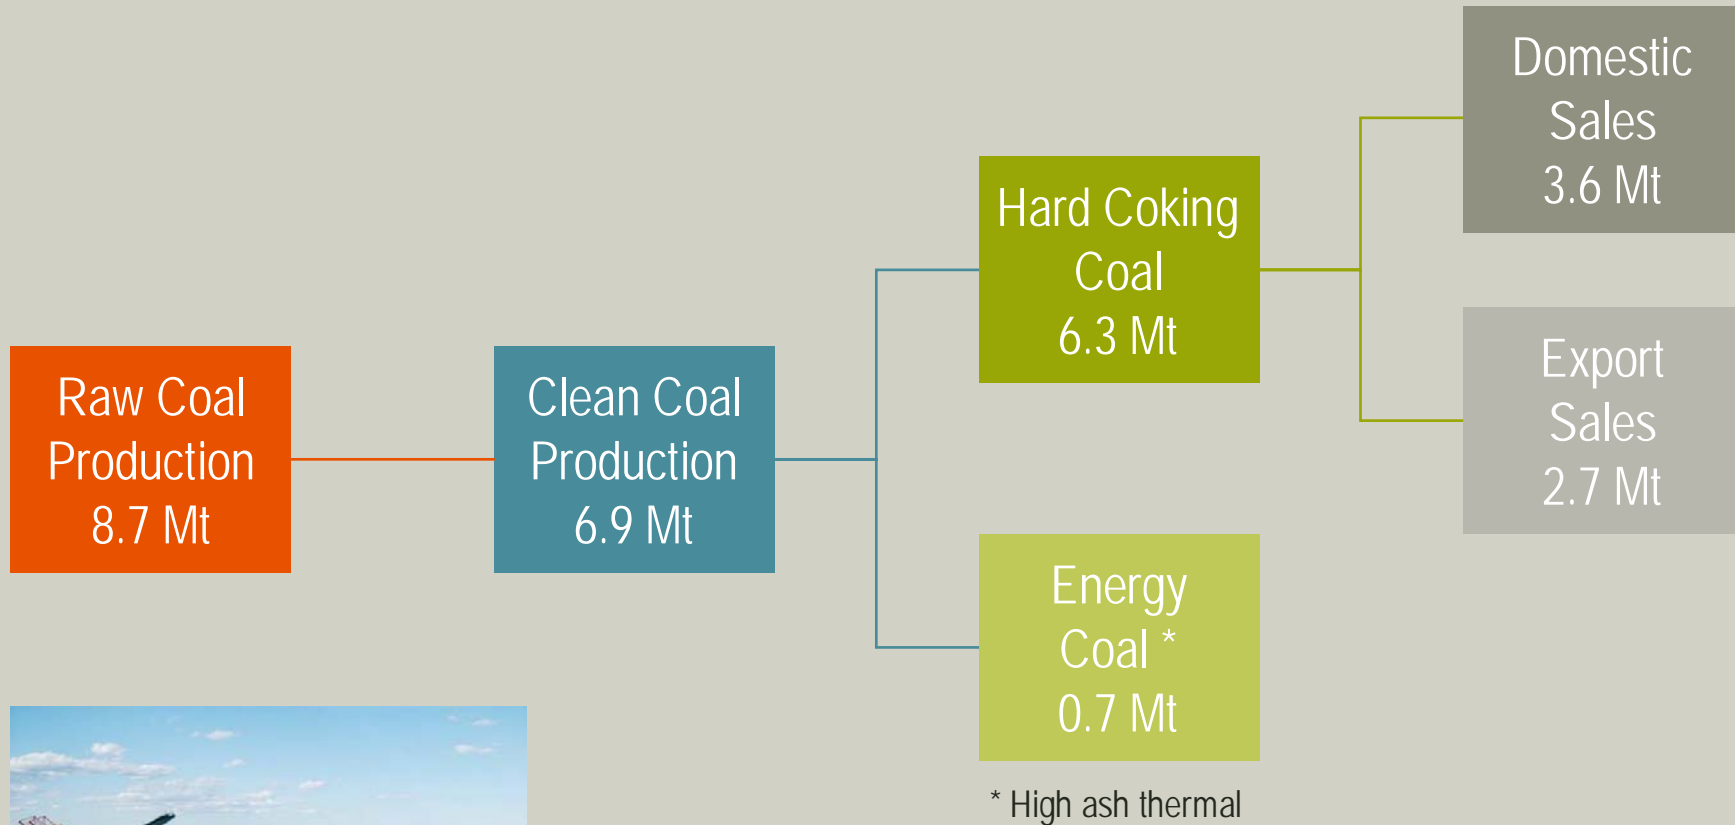 Raw Coal
Production
8.7 Mt
Clean Coal
Production
6.9 Mt
Hard Coking
Coal
6.3 Mt
Energy
Coal *
0.7 Mt
* High ash thermal
Domestic
Sales
3.6 Mt
Export
Sales
2.7 Mt